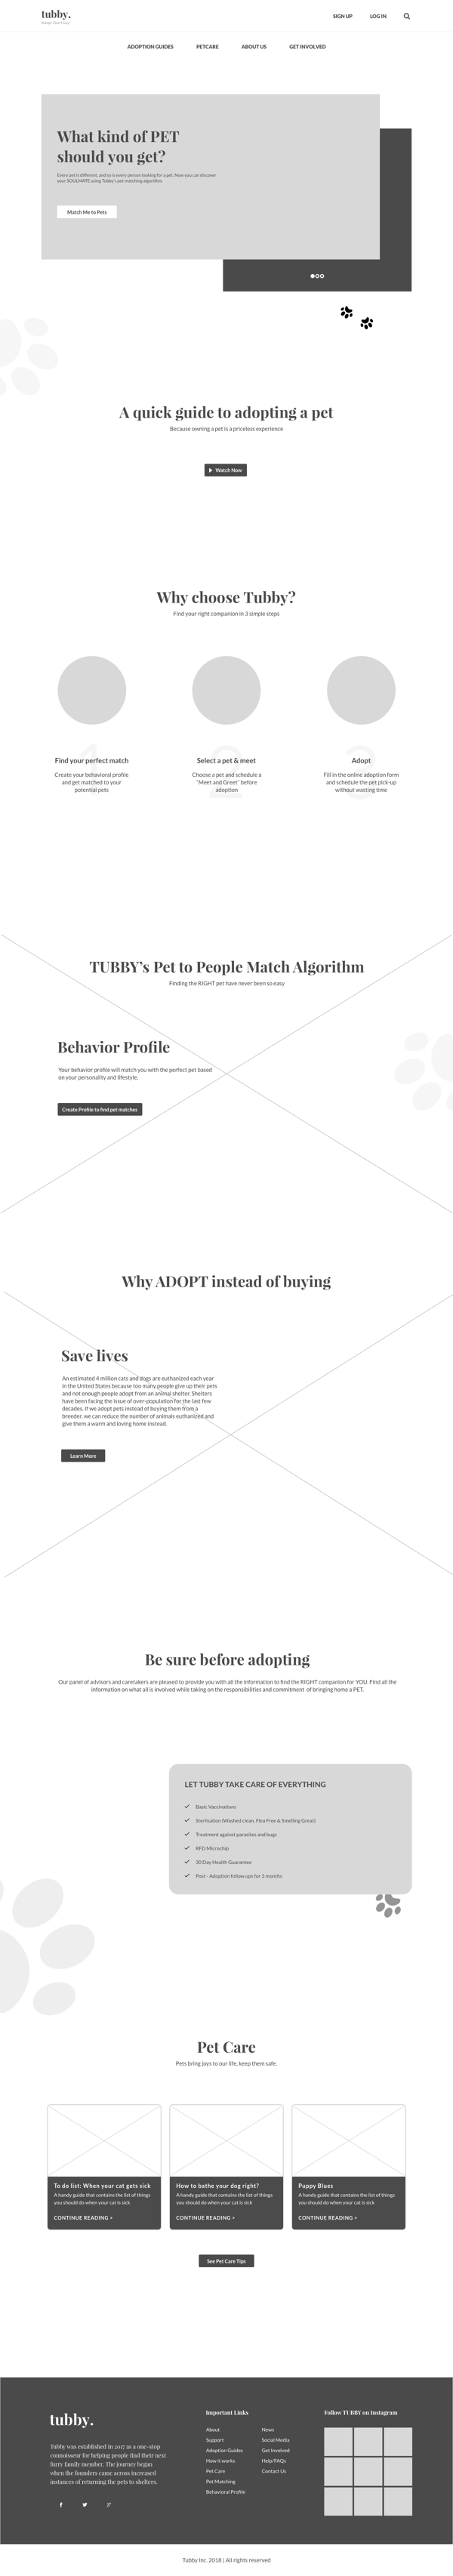 tubby.
Adopt. Don't buy!
SIGN UP
LOG IN
ADOPTION GUIDES
PETCARE
ABOUT US
GET INVOLVED
What kind of PET
should you get?
Every pet is different, and so is every person looking for a pet. Now you can discover
your SOULMATE using Tubby's pet matching algorithm
Match Me to Pets
A quick guide to adopting a pet
Because owning a pet is a priceless experience
Watch Now
Why choose Tubby?
Find your right companion in 3 simple steps
1
Find your perfect match
Create your behavioral profile
and get matched to your
potential pets
2
Select a pet & meet
Choose a pet and schedule a
"Meet and Greet" before
adoption
3
Adopt
Fill in the online adoption form
and schedule the pet pick-up
without wasting time
TUBBY's Pet to People Match Algorithm
Finding the RIGHT pet have never been so easy
Behavior Profile
Your behavior profile will match you with the perfect pet based
on your personality and lifestyle.
Create Profile to find pet matches
Why ADOPT instead of buying
Save lives
An estimated 4 million cats and dogs are euthanized each year
in the United States because too many people give up their pets
and not enough people adopt from an animal shelter. Shelters
have been facing the issue of over-population for the last few
decades. If we adopt pets instead of buying them from a
breeder, we can reduce the number of animals euthanized and
give them a warm and loving home instead.
Learn More
Be sure before adopting
Our panel of advisors and caretakers are pleased to provide you with all the information to find the RIGHT companion for YOU. Find all the
information on what all is involved while taking on the responsibilities and commitment of bringing home a PET.
LET TUBBY TAKE CARE OF EVERYTHING
Basic Vaccinations
Sterlisation (Washed clean, Flea Free & Smelling Great)
Treatment against parasites and bugs
RFD Microchip
30 Day Health Guarantee
Post - Adoption follow ups for 3 months
Pet Care
Pets bring joys to our life, keep them safe.
To do list: When your cat gets sick
A handy guide that contains the list of things
you should do when your cat is sick
CONTINUE READING >
How to bathe your dog right?
A handy guide that contains the list of things
you should do when your cat is sick
CONTINUE READING >
Puppy Blues
A handy guide that contains the list of things
you should do when your cat is sick
CONTINUE READING >
See Pet Care Tips
tubby.
Tubby was established in 2017 as a one-stop
connoisseur for helping people find their next
furry family member. The journey began
when the founders came across increased
instances of returning the pets to shelters.
Important Links
About
Support
Adoption Guides
How it works
Pet Care
Pet Matching
Behavioral Profile
News
Social Media
Get Involved
Help/FAQs
Contact Us
Follow TUBBY on Instagram
Tubby Inc. 2018 | All rights reserved